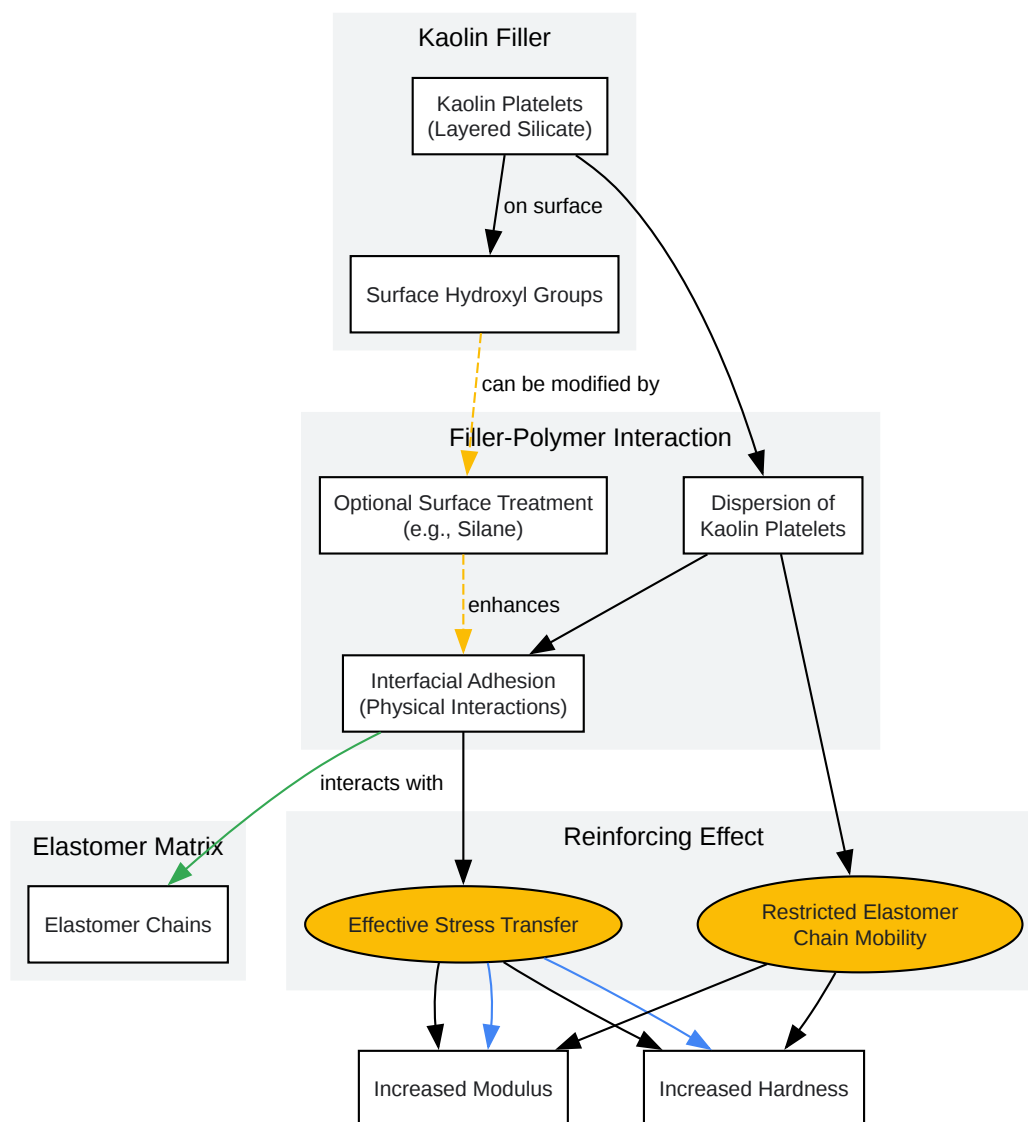 Kaolin Filler
Kaolin Platelets
(Layered Silicate)
on surface
Surface Hydroxyl Groups
can be modified by
Filler-Polymer Interaction
Optional Surface Treatment
(e.g., Silane)
Dispersion of
Kaolin Platelets
enhances
Interfacial Adhesion
(Physical Interactions)
interacts with
Elastomer Matrix
Elastomer Chains
Reinforcing Effect
Effective Stress Transfer
Restricted Elastomer
Chain Mobility
Increased Modulus
Increased Hardness